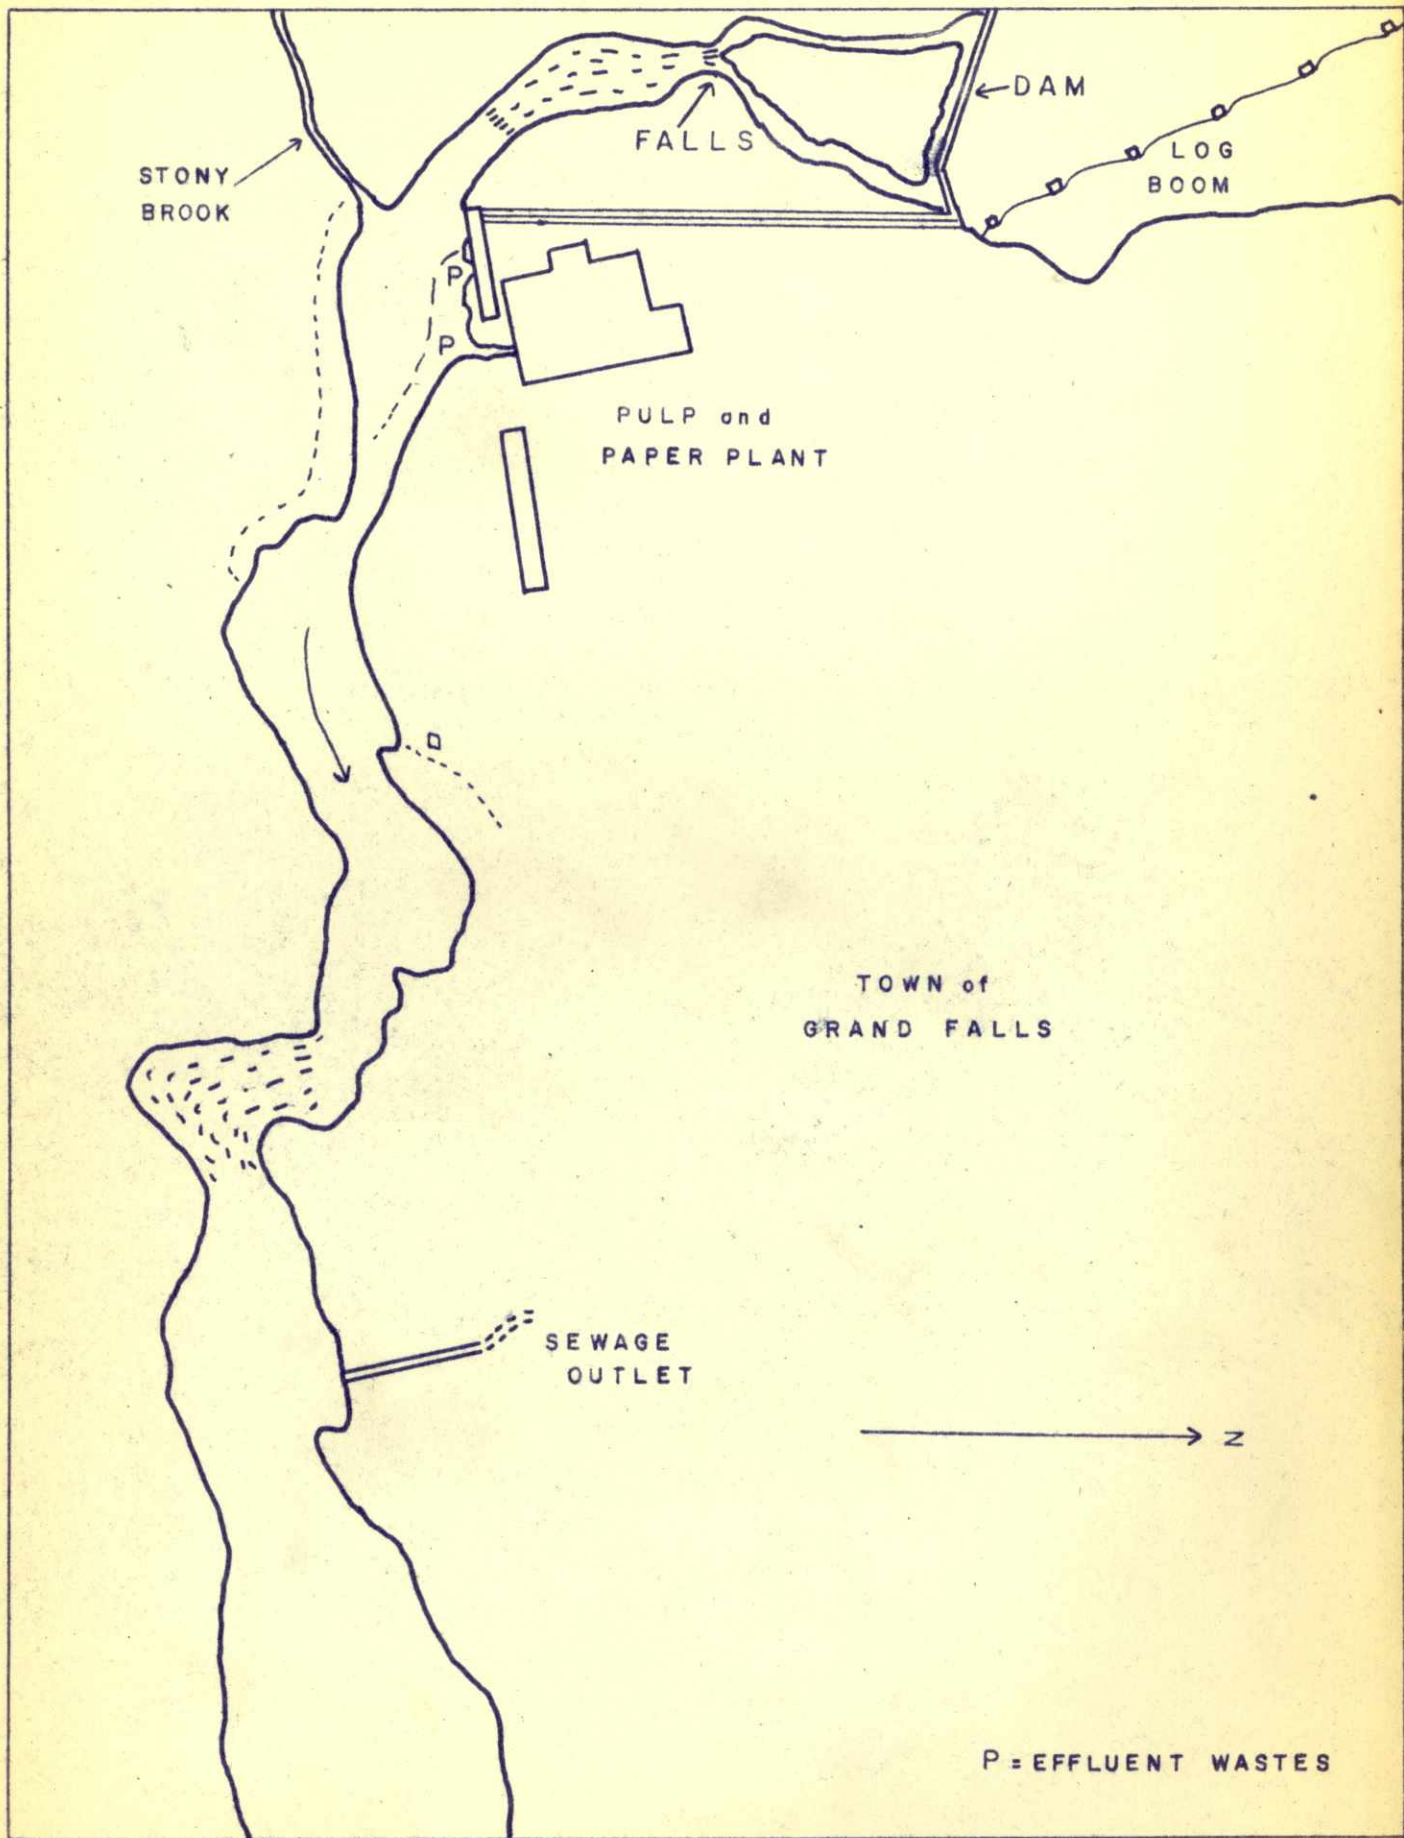 DAM
FALLS
LOG
BOOM
STONY
BROOK
P
P
PULP and
PAPER PLANT
TOWN of
GRAND FALLS
SEWAGE
OUTLET
N
P = EFFLUENT WASTES